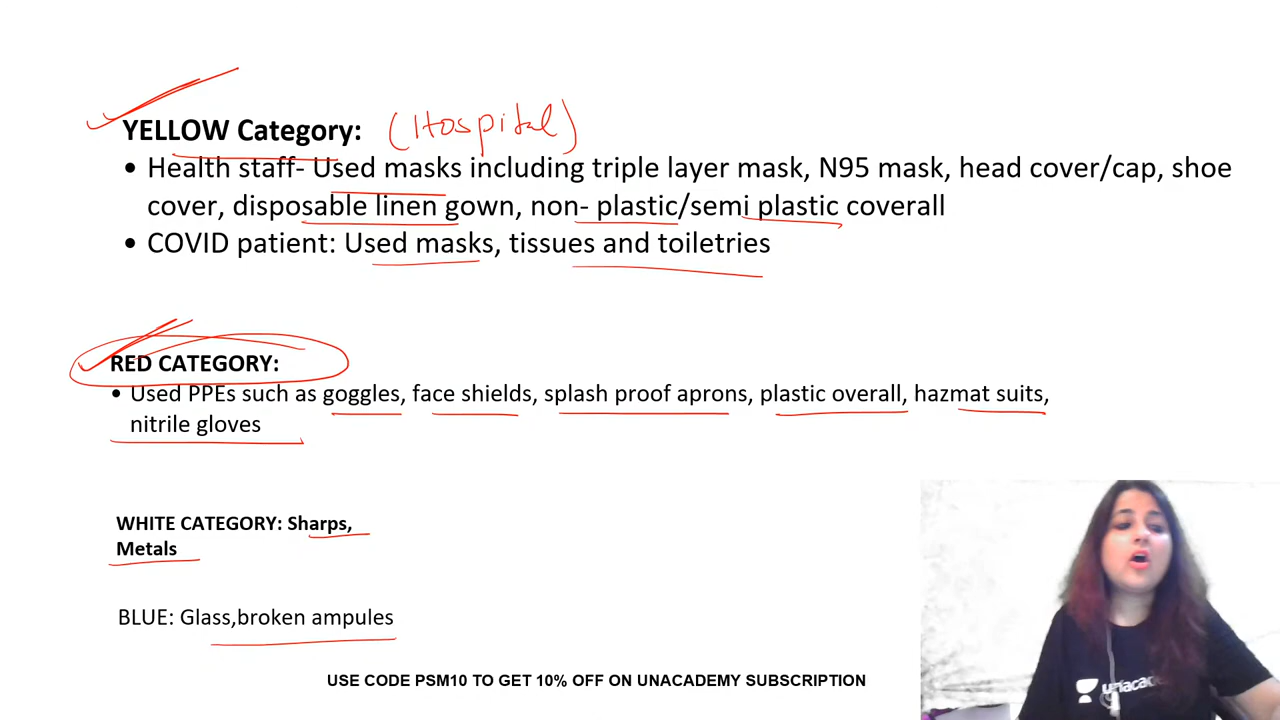 YELLOW Category: (Hospital)
• Health staff- Used masks including triple layer mask, N95 mask, head cover/cap, shoe
cover, disposable linen gown, non- plastic/semi plastic coverall
• COVID patient: Used masks, tissues and toiletries
RED CATEGORY:
• Used PPEs such as goggles, face shields, splash proof aprons, plastic overall, hazmat suits,
nitrile gloves
WHITE CATEGORY: Sharps,
Metals
BLUE: Glass,broken ampules
unacade
USE CODE PSM10 TO GET 10% OFF ON UNACADEMY SUBSCRIPTION